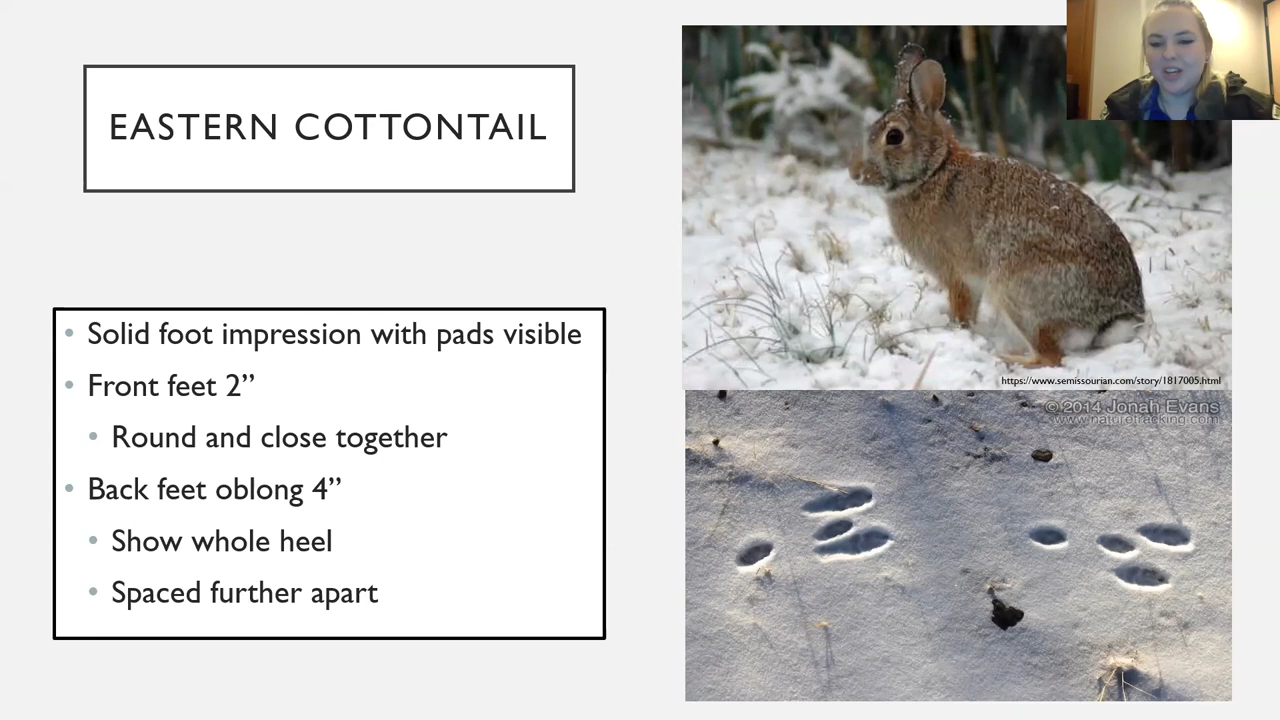 EASTERN COTTONTAIL
Solid foot impression with pads visible
Front feet 2”
Round and close together
Back feet oblong 4”
Show whole heel
Spaced further apart
https://www.semissourian.com/story/1817005.html
© 2014 Jonah Evans
www.naturetracking.com